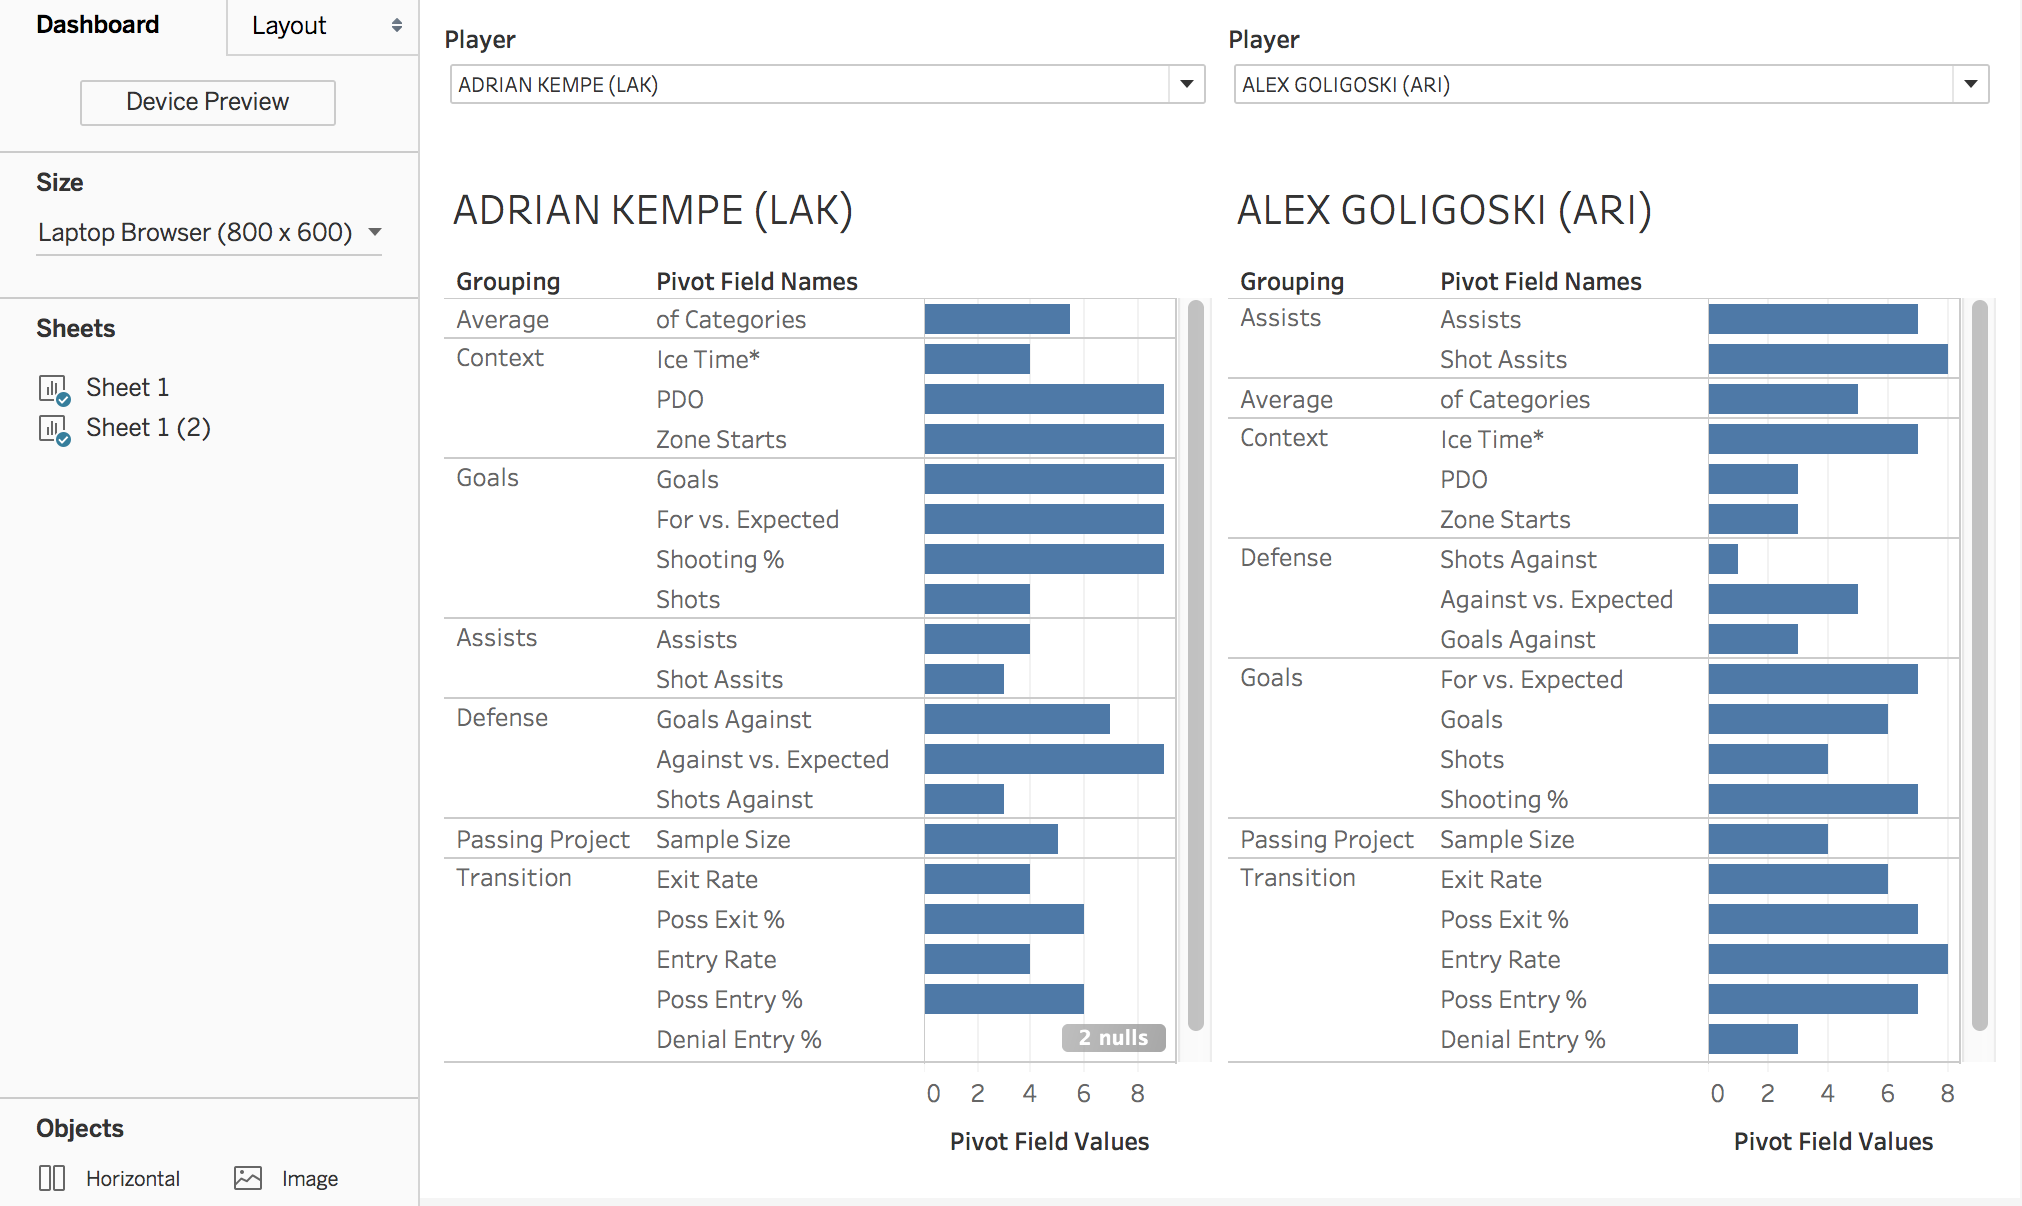 Dashboard
Layout
Device Preview
Size
Laptop Browser (800 x 600)
Sheets
Sheet 1
Sheet 1 (2)
Objects
Horizontal
Image
Player
ADRIAN KEMPE (LAK)
ADRIAN KEMPE (LAK)
Grouping Pivot Field Names
Average of Categories
Context Ice Time*
PDO
Zone Starts
Goals Goals
For vs. Expected
Shooting %
Shots
Assists Assists
Shot Assits
Defense Goals Against
Against vs. Expected
Shots Against
Passing Project Sample Size
Transition Exit Rate
Poss Exit %
Entry Rate
Poss Entry %
Denial Entry % 2 nulls
0 2 4 6 8
Pivot Field Values
Player
ALEX GOLIGOSKI (ARI)
ALEX GOLIGOSKI (ARI)
Grouping Pivot Field Names
Assists Assists
Shot Assits
Average of Categories
Context Ice Time*
PDO
Zone Starts
Defense Shots Against
Against vs. Expected
Goals Against
Goals For vs. Expected
Goals
Shots
Shooting %
Passing Project Sample Size
Transition Exit Rate
Poss Exit %
Entry Rate
Poss Entry %
Denial Entry %
0 2 4 6 8
Pivot Field Values